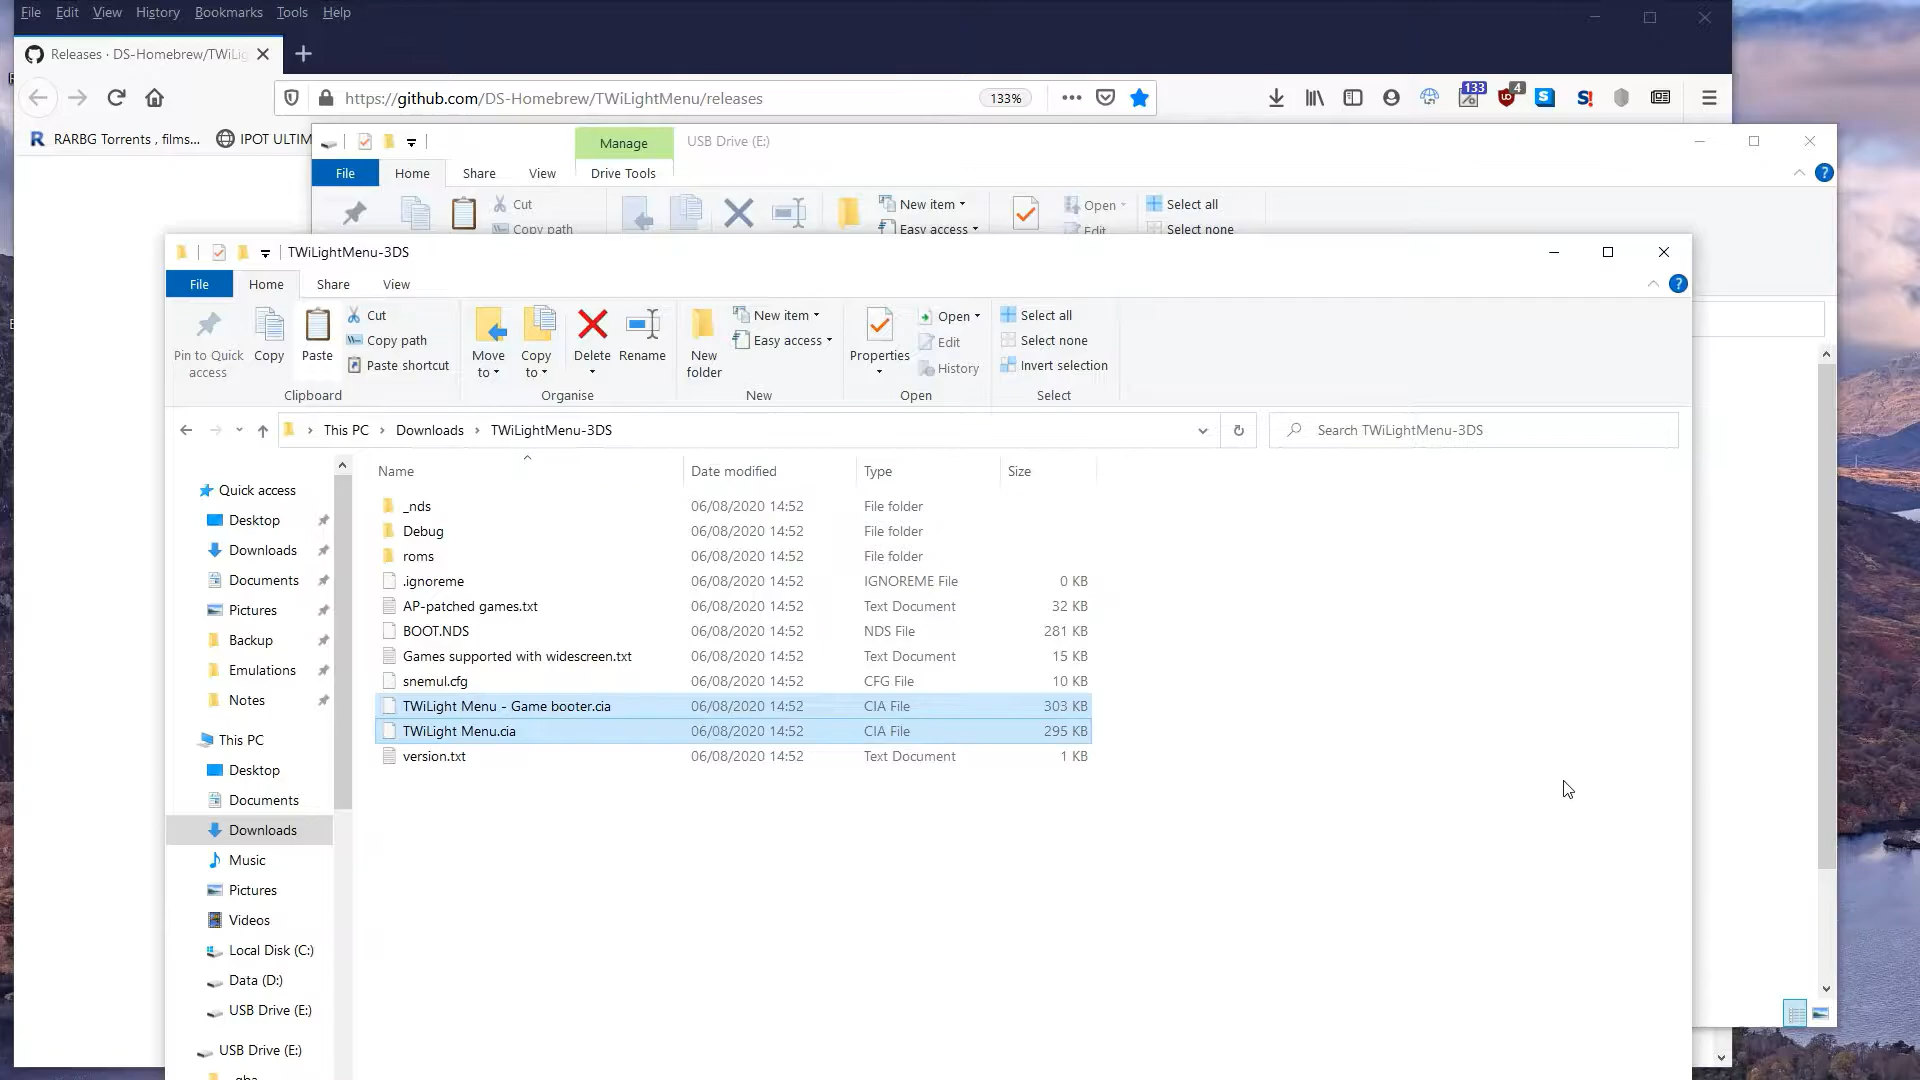 File Edit View History Bookmarks Tools Help
Releases · DS-Homebrew/TWiLig
https://github.com/DS-Homebrew/TWiLightMenu/releases 133% 133 4
RARBG Torrents , films... IPOT ULTIM
Manage USB Drive (E:)
File Home Share View Drive Tools
Cut New item Open Select all
Copy path Easy access Edit Select none
TWiLightMenu-3DS
File Home Share View
Pin to Quick access Copy Paste Cut Copy path Paste shortcut
Clipboard
Move to Copy to Delete Rename
Organise
New folder New item Easy access
New
Properties Open Edit History
Open
Select all Select none Invert selection
Select
This PC Downloads TWiLightMenu-3DS Search TWiLightMenu-3DS
Quick access
Desktop
Downloads
Documents
Pictures
Backup
Emulations
Notes
This PC
Desktop
Documents
Downloads
Music
Pictures
Videos
Local Disk (C:)
Data (D:)
USB Drive (E:)
USB Drive (E:)
Name Date modified Type Size
_nds 06/08/2020 14:52 File folder
Debug 06/08/2020 14:52 File folder
roms 06/08/2020 14:52 File folder
.ignoreme 06/08/2020 14:52 IGNOREME File 0 KB
AP-patched games.txt 06/08/2020 14:52 Text Document 32 KB
BOOT.NDS 06/08/2020 14:52 NDS File 281 KB
Games supported with widescreen.txt 06/08/2020 14:52 Text Document 15 KB
snemul.cfg 06/08/2020 14:52 CFG File 10 KB
TWiLight Menu - Game booter.cia 06/08/2020 14:52 CIA File 303 KB
TWiLight Menu.cia 06/08/2020 14:52 CIA File 295 KB
version.txt 06/08/2020 14:52 Text Document 1 KB